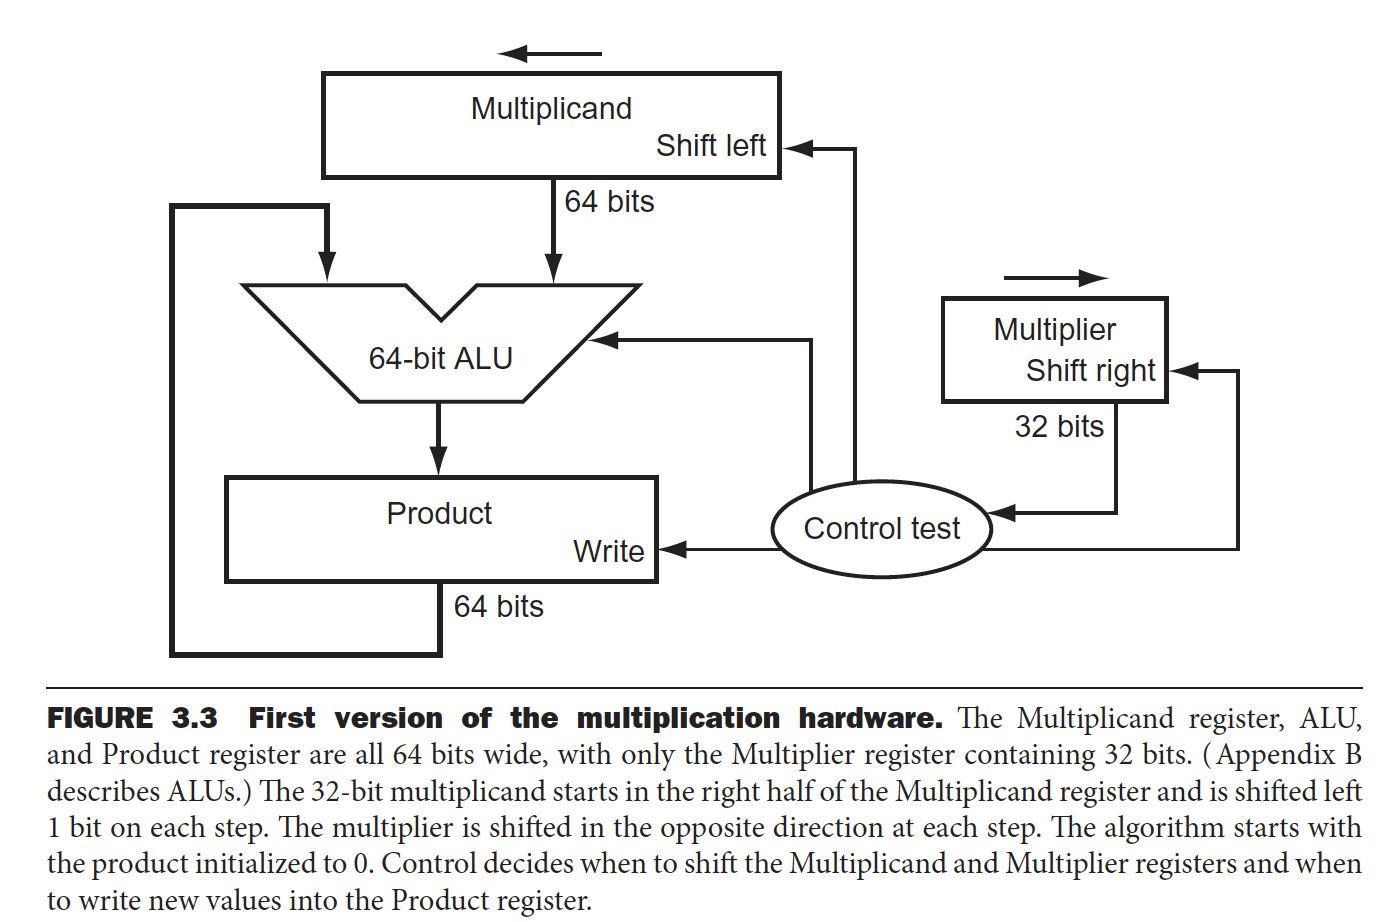 Multiplicand
Shift left
64 bits
64-bit ALU
Multiplier
Shift right
32 bits
Control test
Product
Write
64 bits
FIGURE 3.3 First version of the multiplication hardware. The Multiplicand register, ALU,
and Product register are all 64 bits wide, with only the Multiplier register containing 32 bits. (Appendix B
describes ALUs.) The 32-bit multiplicand starts in the right half of the Multiplicand register and is shifted left
1 bit on each step. The multiplier is shifted in the opposite direction at each step. The algorithm starts with
the product initialized to 0. Control decides when to shift the Multiplicand and Multiplier registers and when
to write new values into the Product register.